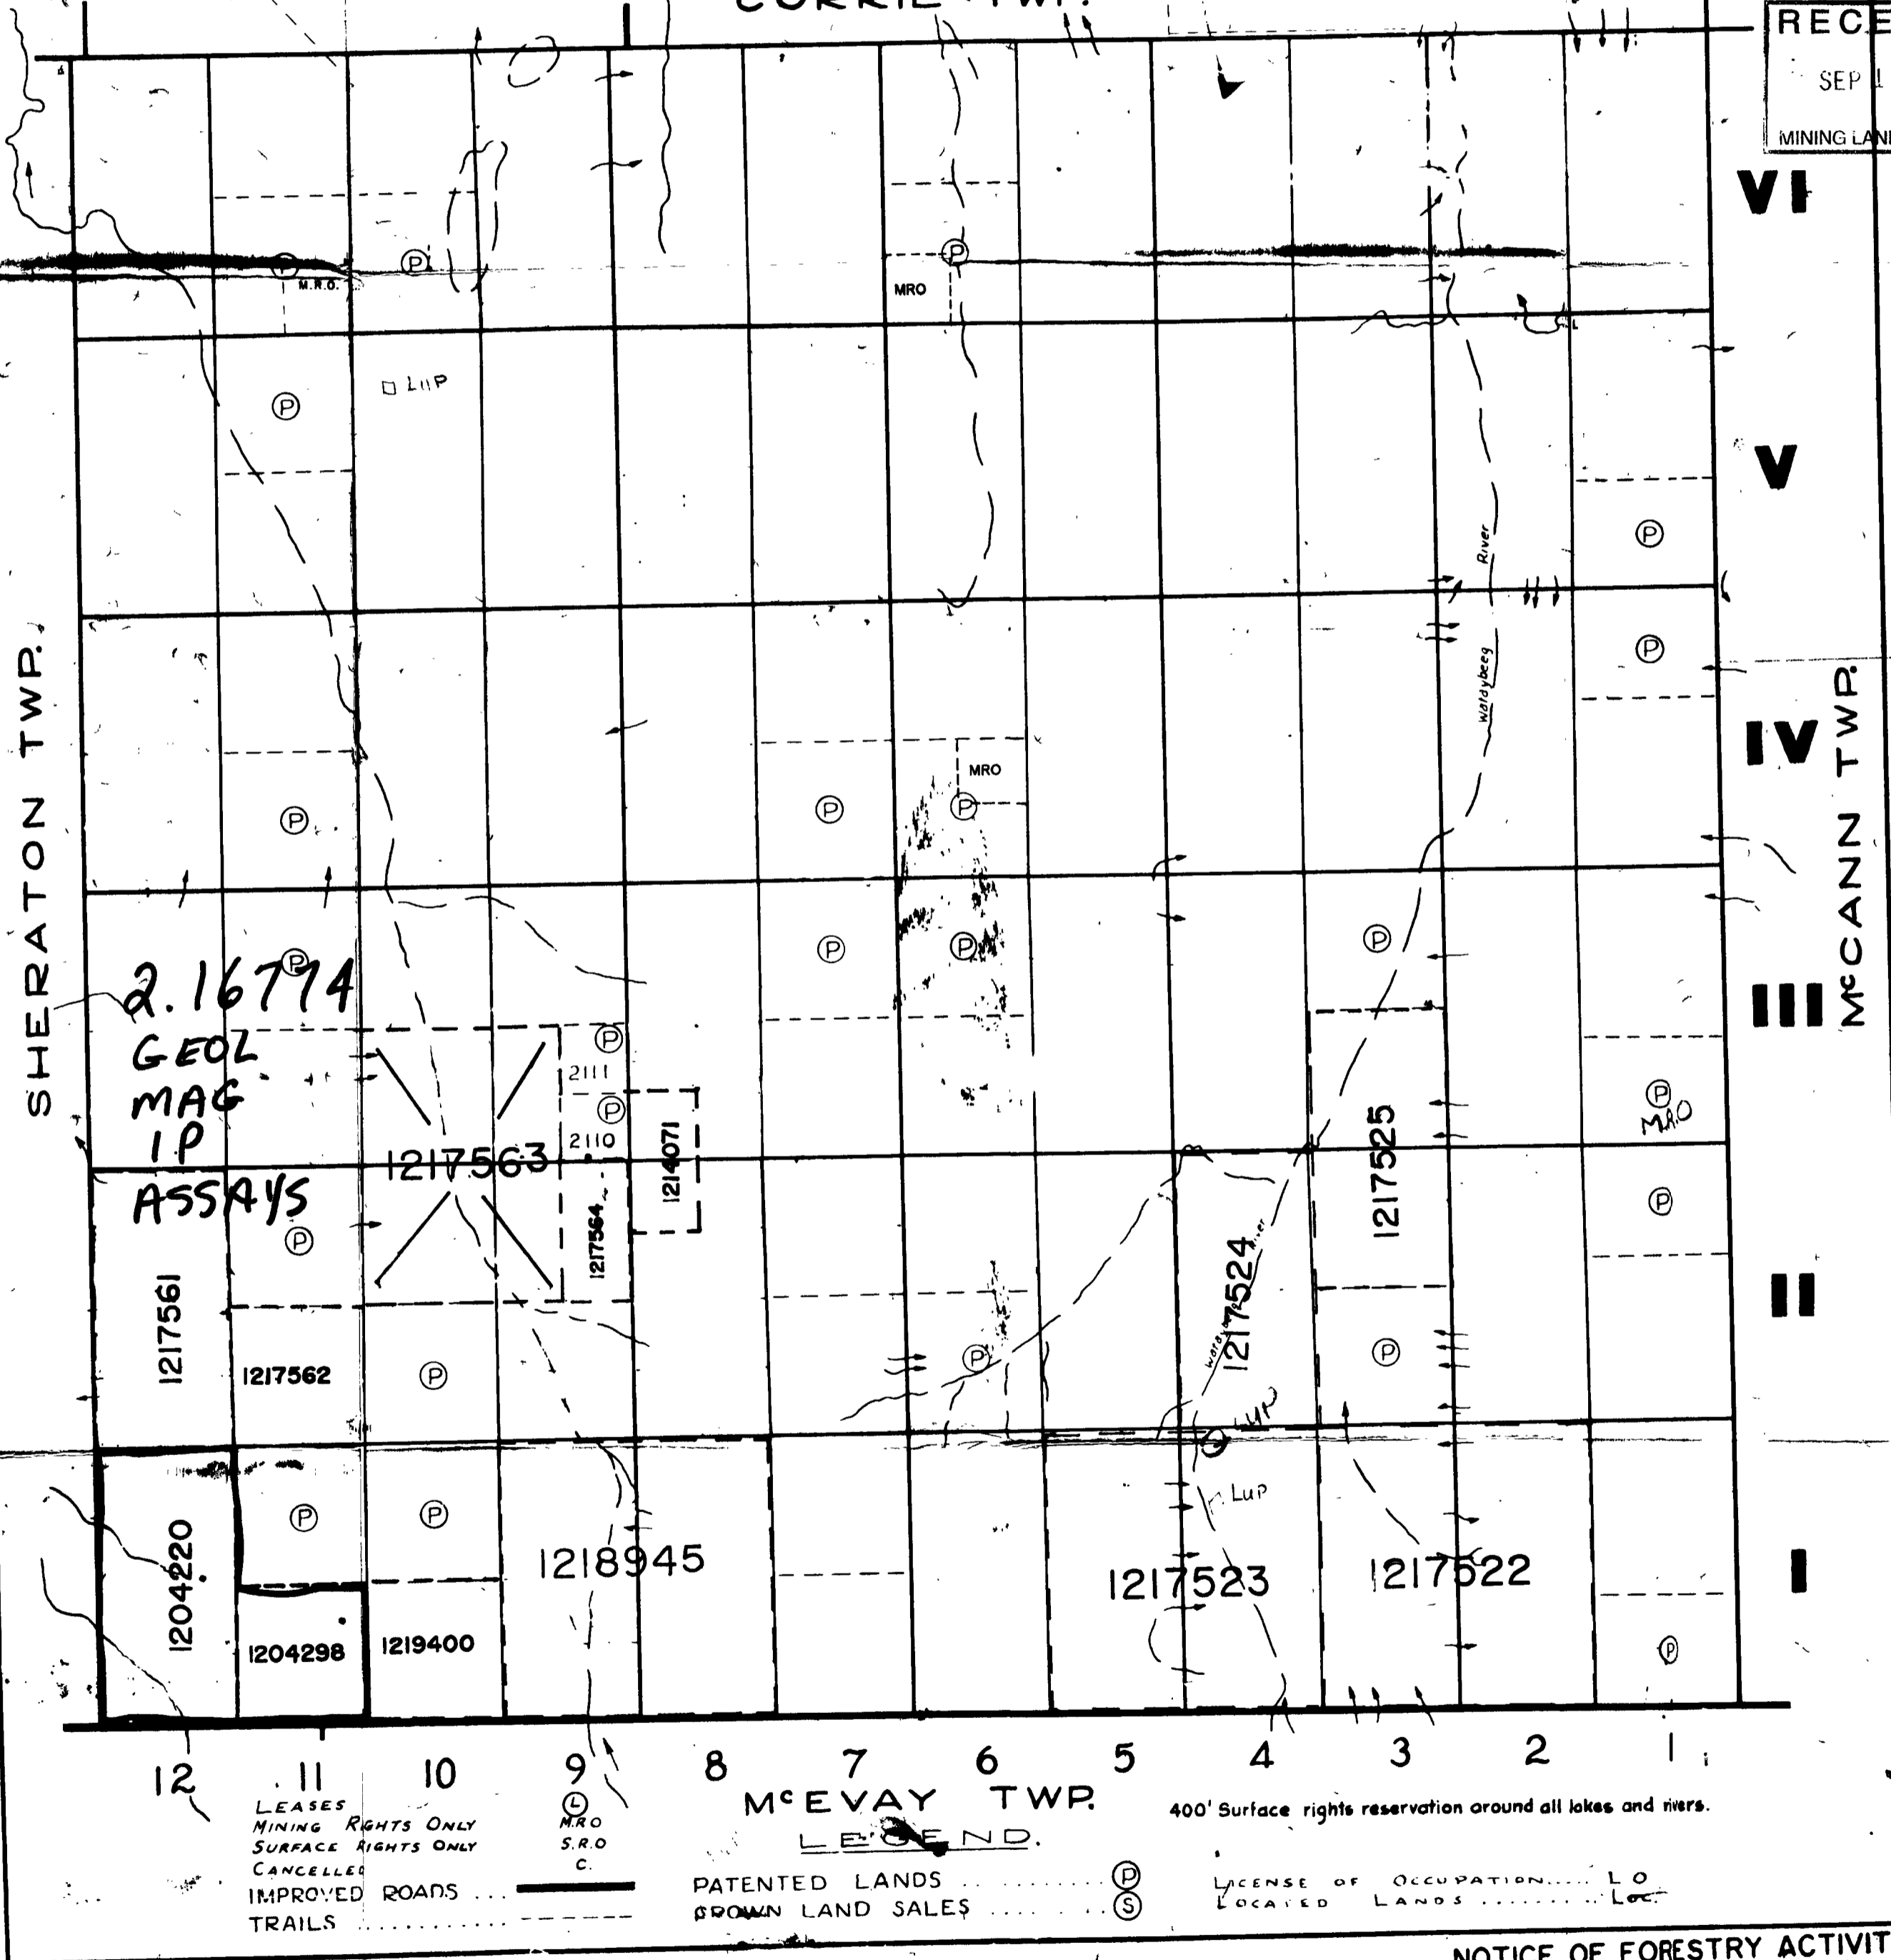 TWP.
RECE
SEP 1
MINING LAN
VI
M.R.O.
P
P
P
MRO
P
LUP
V
P
River
P
Watabeeg
SHERATON TWP.
IV
McCANN TWP.
MRO
P
P
P
P
P
P
P
2.16774
GEOL
MAG
IP
ASSAYS
III
P
2111
P
2110
P
MRO
1217563
1214071
1217564
1217525
P
P
1217524
River
1217561
II
1217562
P
P
P
LUP
LUP
1204220
P
P
1218945
1217523
1217522
I
1204298
1219400
P
12 11 10 9 8 7 6 5 4 3 2 1
McEVAY TWP.
400' Surface rights reservation around all lakes and rivers.
LEGEND.
LEASES L
MINING RIGHTS ONLY M.R.O
SURFACE RIGHTS ONLY S.R.O
CANCELLED C.
IMPROVED ROADS ...
TRAILS ............
PATENTED LANDS ........... P
CROWN LAND SALES ........ S
LICENSE OF OCCUPATION..... L O
LOCATED LANDS .......... Loc.
NOTICE OF FORESTRY ACTIVIT